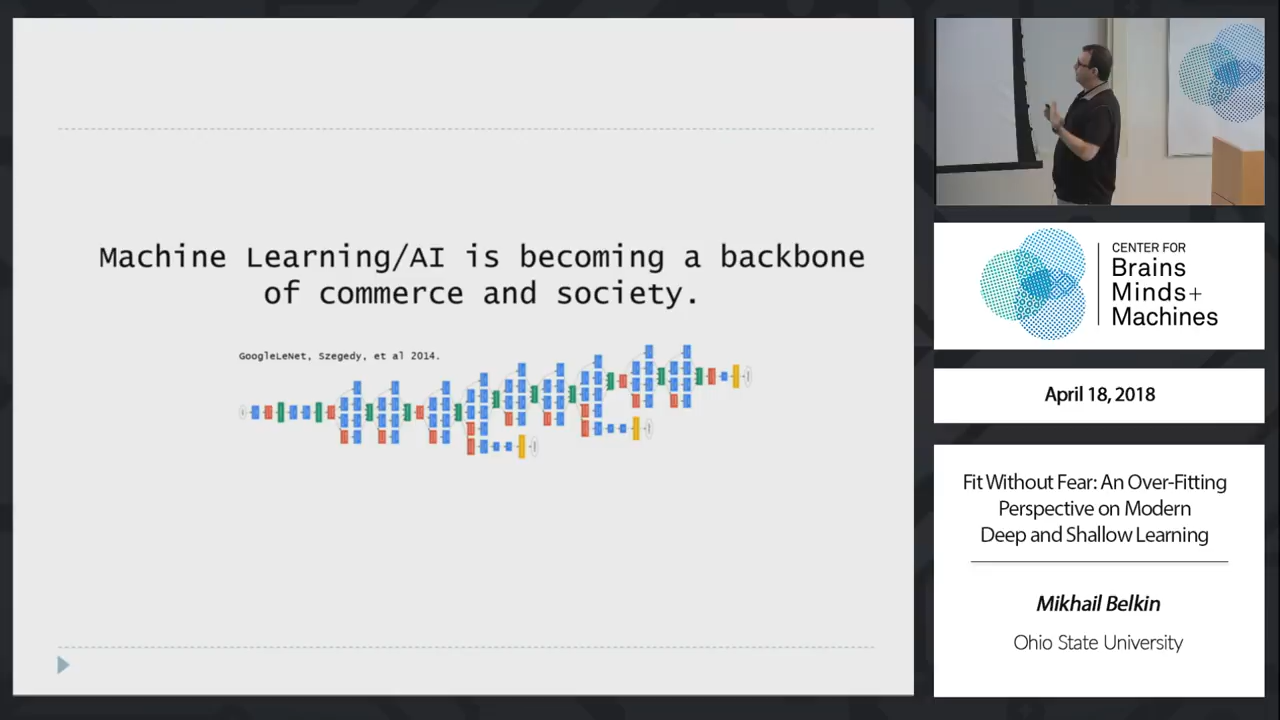 Machine Learning/AI is becoming a backbone
of commerce and society.
GoogleLeNet, Szegedy, et al 2014.
CENTER FOR
Brains
Minds+
Machines
April 18, 2018
Fit Without Fear: An Over-Fitting
Perspective on Modern
Deep and Shallow Learning
Mikhail Belkin
Ohio State University